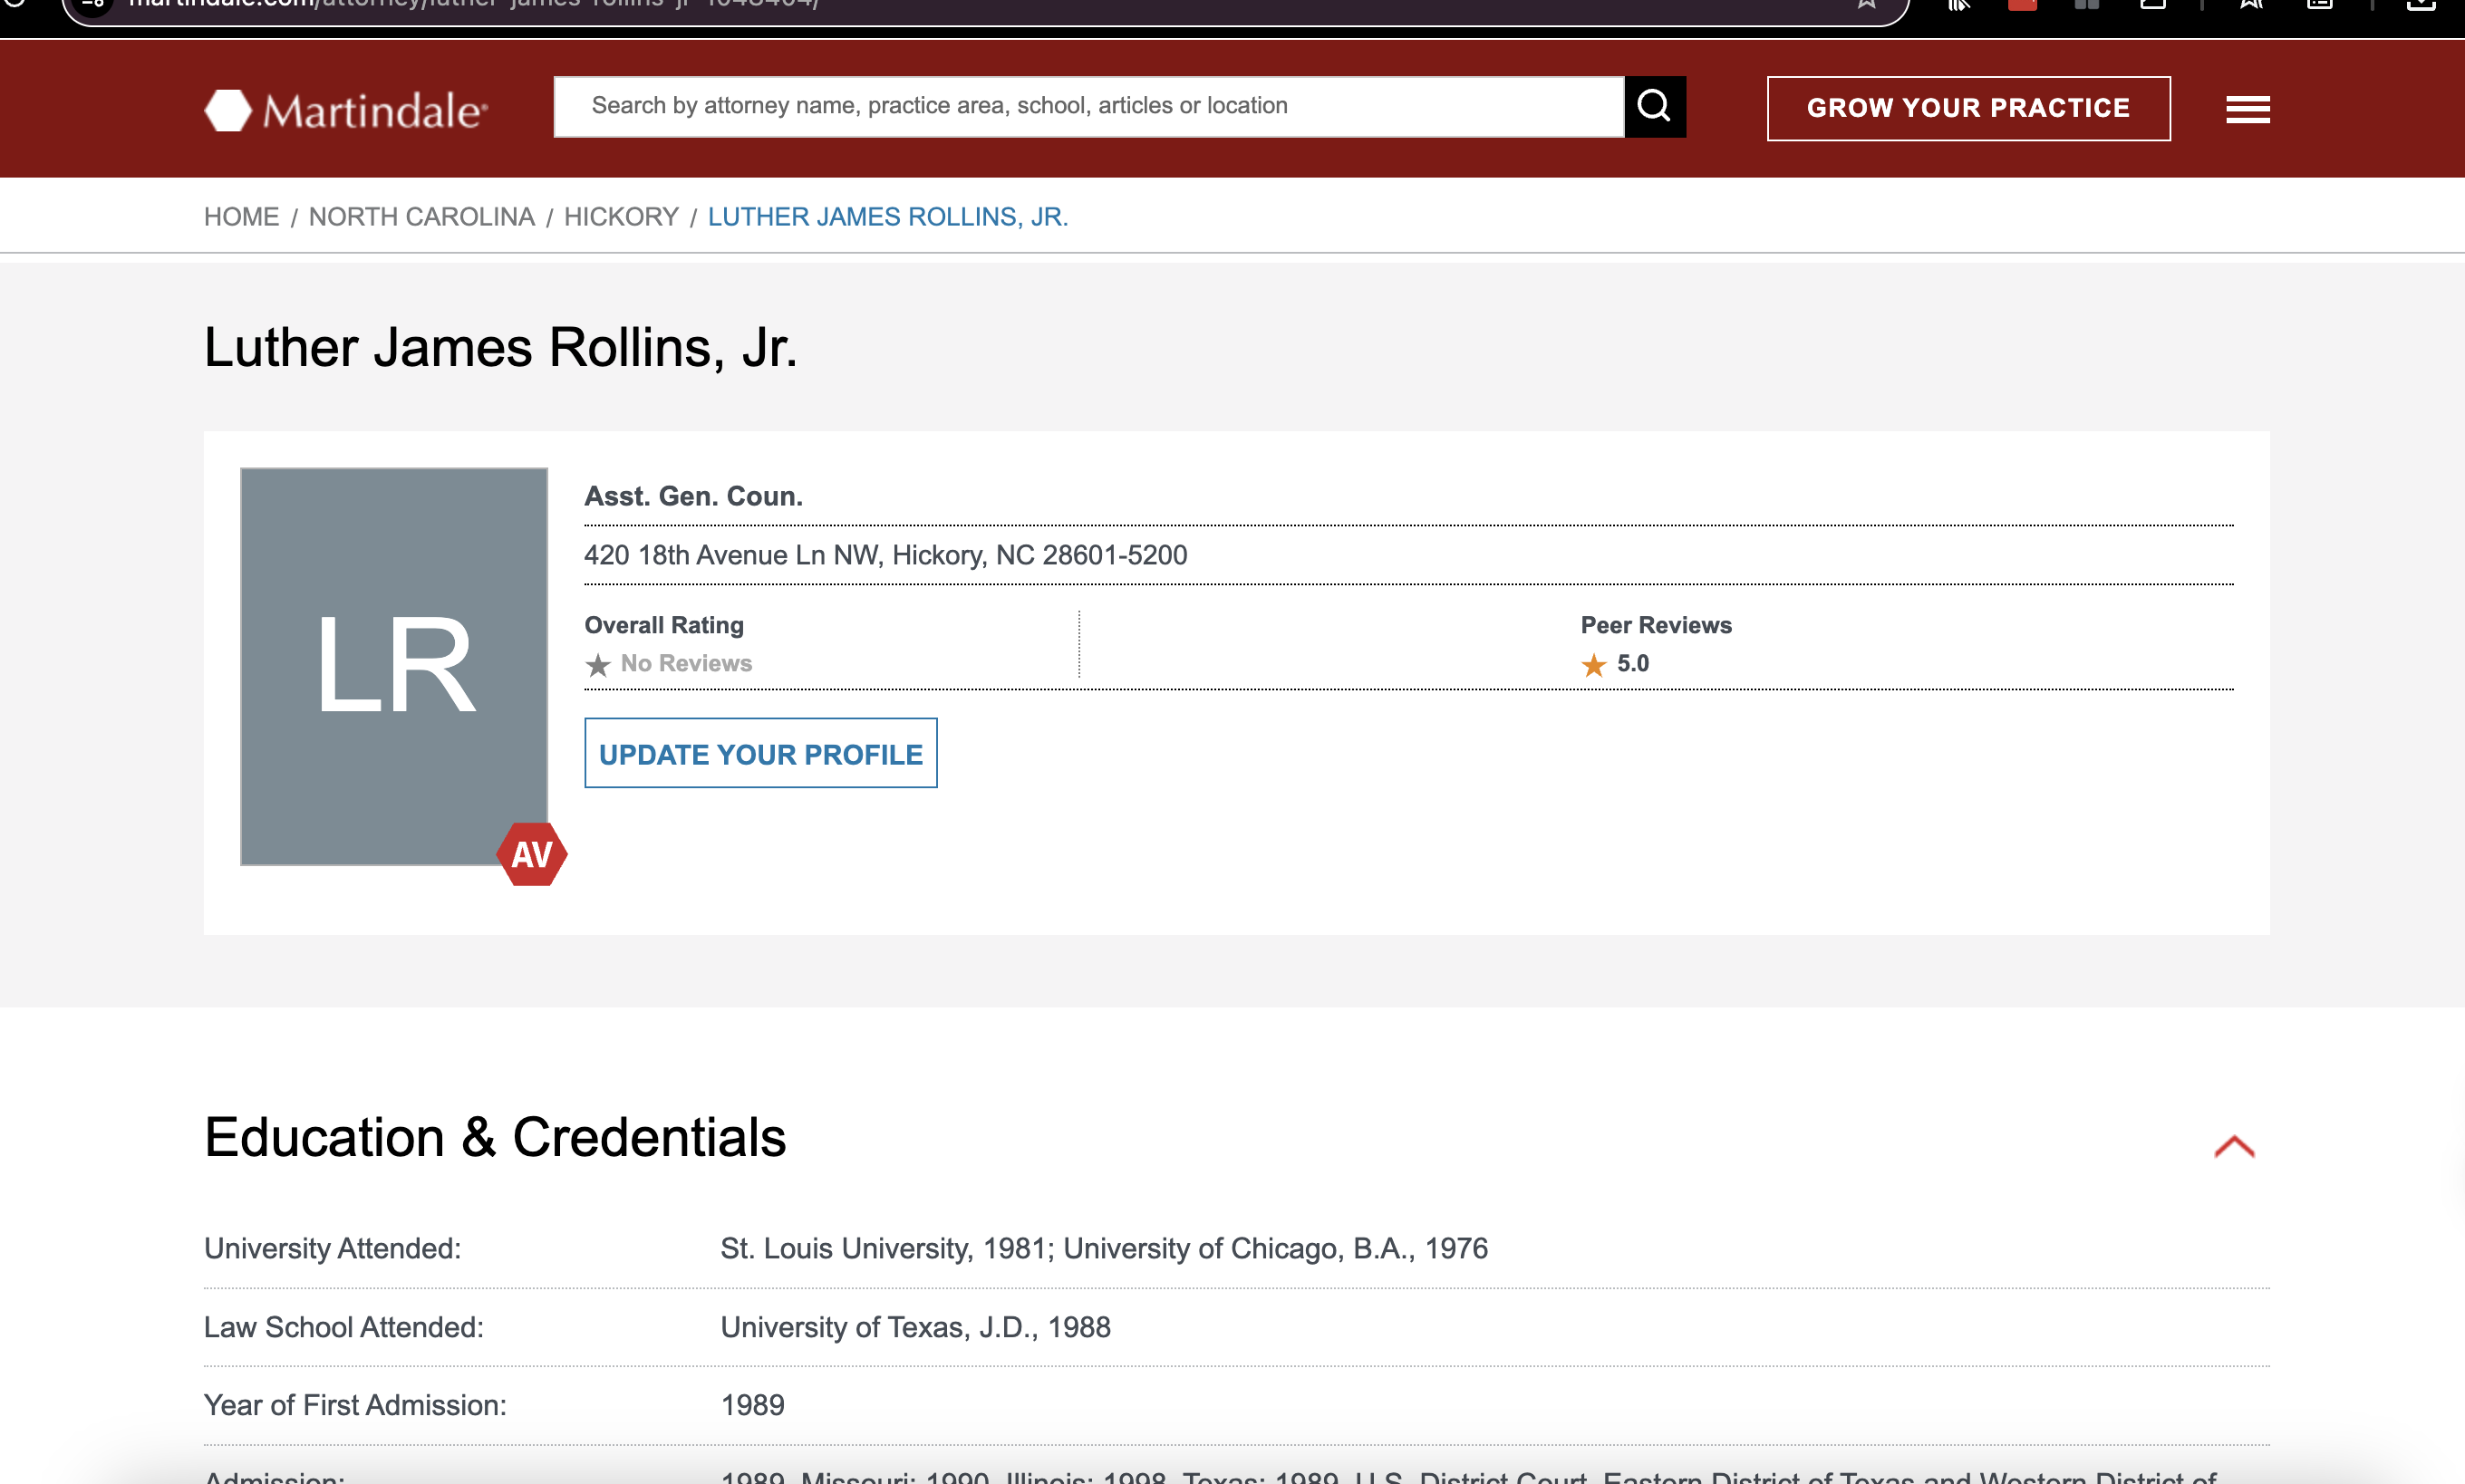 martindale.com/attorney/luther-james-rollins-jr-1648464/
Martindale®
Search by attorney name, practice area, school, articles or location
GROW YOUR PRACTICE
HOME / NORTH CAROLINA / HICKORY / LUTHER JAMES ROLLINS, JR.
Luther James Rollins, Jr.
LR
AV
Asst. Gen. Coun.
420 18th Avenue Ln NW, Hickory, NC 28601-5200
Overall Rating
No Reviews
Peer Reviews
5.0
UPDATE YOUR PROFILE
Education & Credentials
University Attended: St. Louis University, 1981; University of Chicago, B.A., 1976
Law School Attended: University of Texas, J.D., 1988
Year of First Admission: 1989
Admission: 1989, Missouri; 1990, Illinois; 1998, Texas; 1989, U.S. District Court, Eastern District of Texas and Western District of